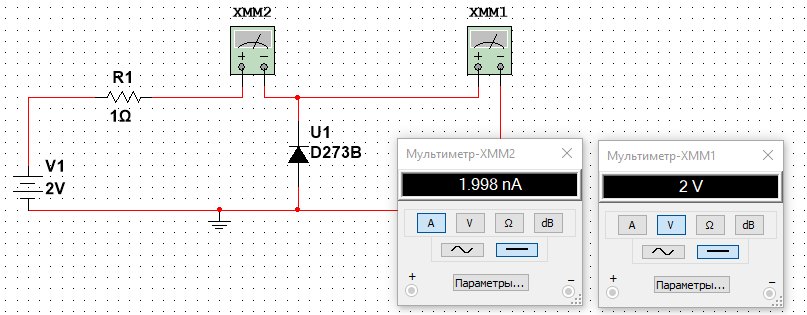 XMM2
XMM1
R1
1Ω
U1
D273B
V1
2V
Мультиметр-XMM2
1.998 nA
A V Ω dB
+ –
Параметры...
Мультиметр-XMM1
2 V
A V Ω dB
+ –
Параметры...